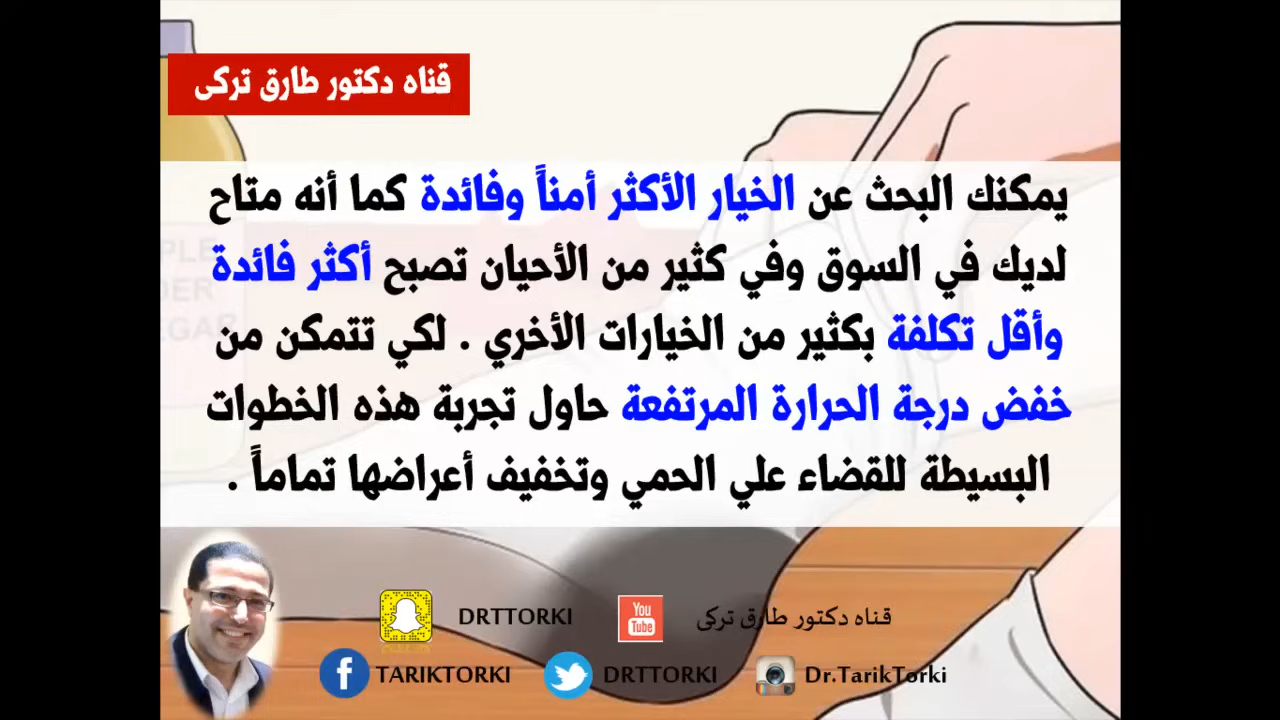 قناه دكتور طارق تركى
يمكنك البحث عن الخيار الأكثر أمناً وفائدة كما أنه متاح
لديك في السوق وفي كثير من الأحيان تصبح أكثر فائدة
وأقل تكلفة بكثير من الخيارات الأخري . لكي تتمكن من
خفض درجة الحرارة المرتفعة حاول تجربة هذه الخطوات
البسيطة للقضاء علي الحمي وتخفيف أعراضها تماماً .
DRTTORKI
You Tube
قناه دكتور طارق تركى
TARIKTORKI
DRTTORKI
Dr.TarikTorki